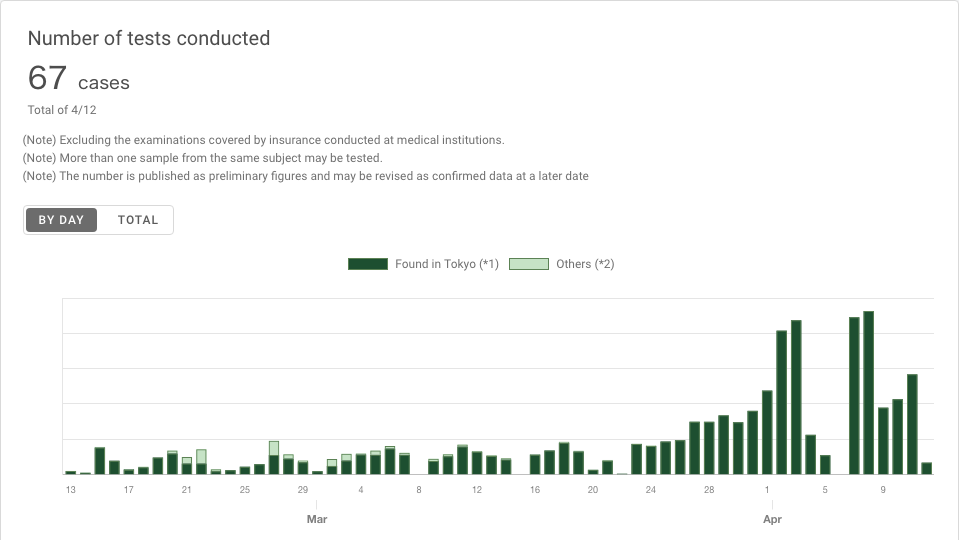 Number of tests conducted
67 cases
Total of 4/12
(Note) Excluding the examinations covered by insurance conducted at medical institutions.
(Note) More than one sample from the same subject may be tested.
(Note) The number is published as preliminary figures and may be revised as confirmed data at a later date
BY DAY TOTAL
Found in Tokyo (*1) Others (*2)
13 17 21 25 29 4 8 12 16 20 24 28 1 5 9
Mar Apr